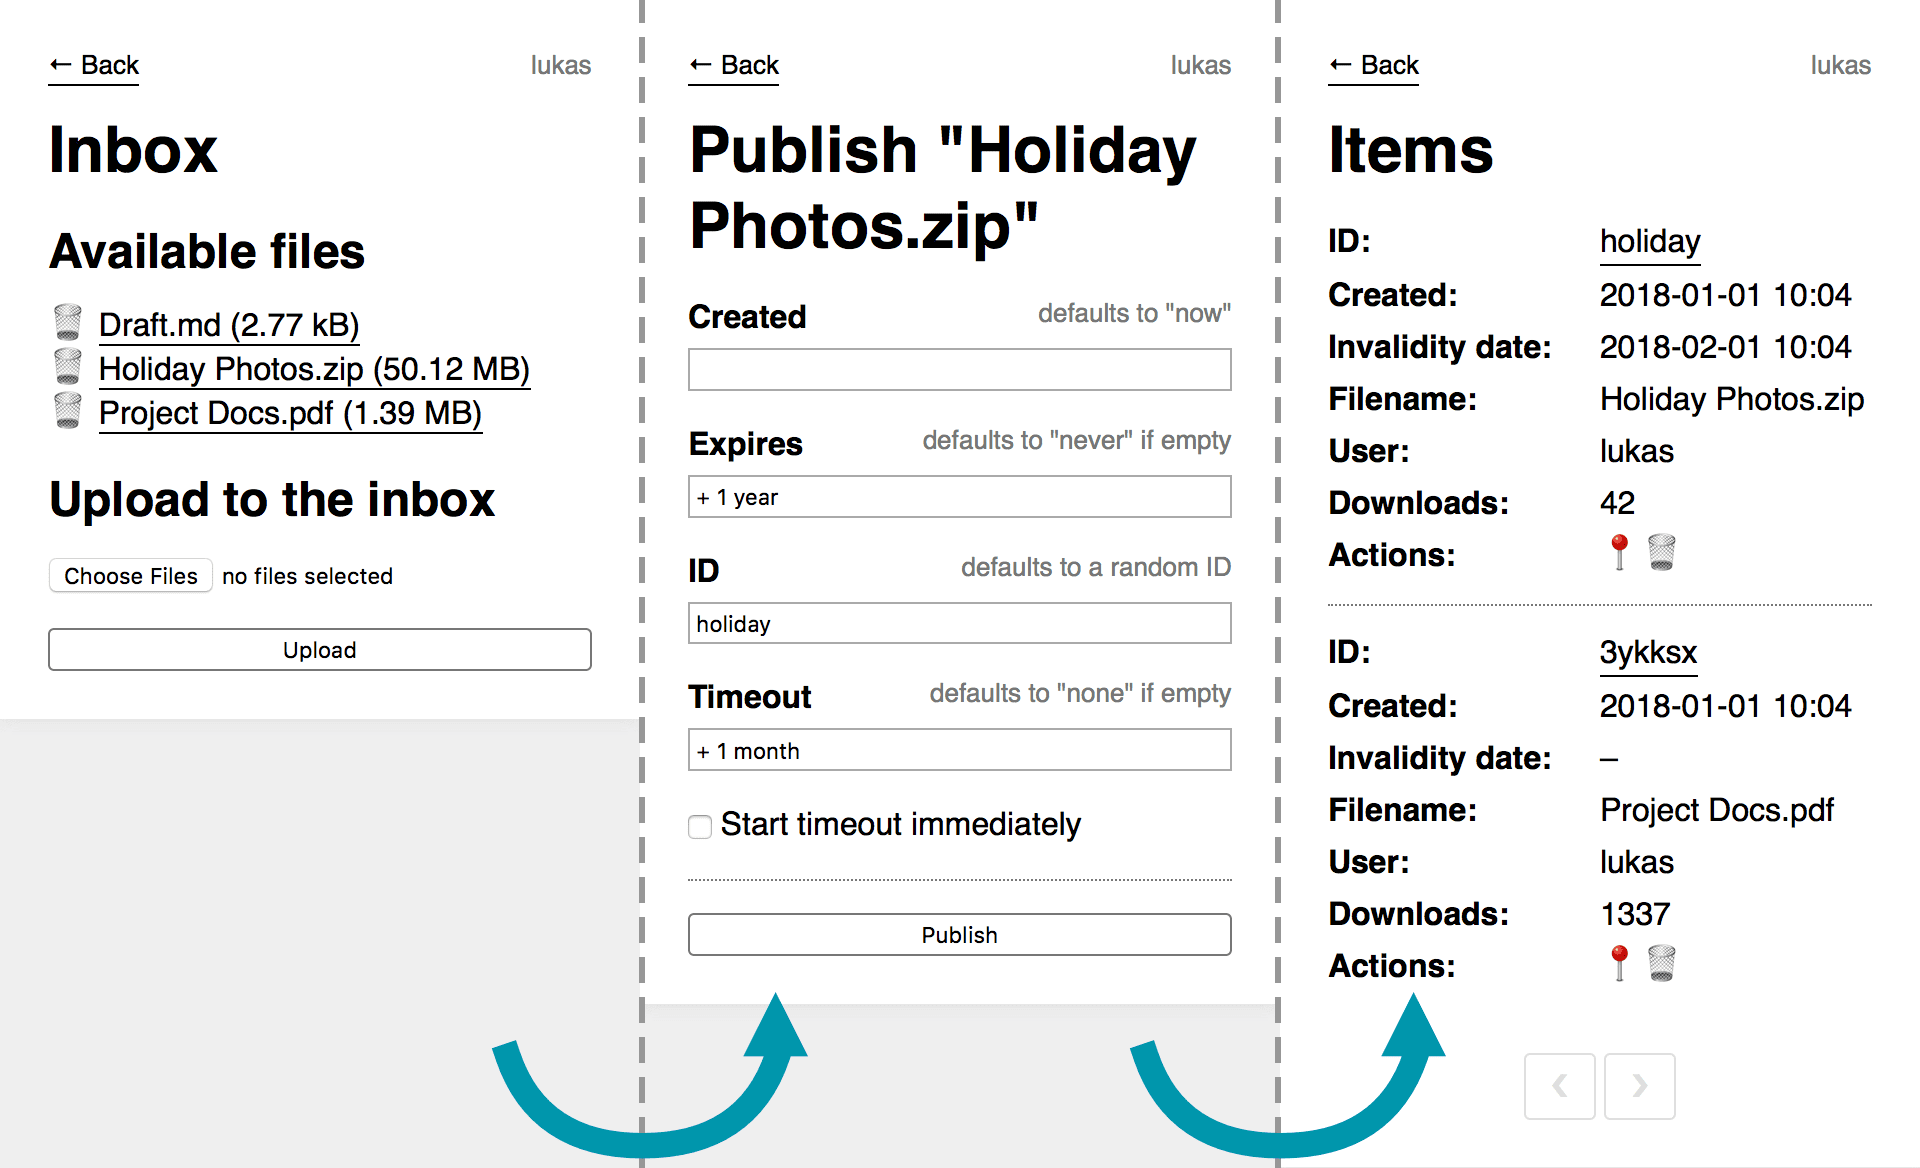 ← Back
lukas
Inbox
Available files
Draft.md (2.77 kB)
Holiday Photos.zip (50.12 MB)
Project Docs.pdf (1.39 MB)
Upload to the inbox
Choose Files no files selected
Upload
← Back
lukas
Publish "Holiday
Photos.zip"
Created
defaults to "now"
Expires
defaults to "never" if empty
+ 1 year
ID
defaults to a random ID
holiday
Timeout
defaults to "none" if empty
+ 1 month
Start timeout immediately
Publish
← Back
lukas
Items
ID: holiday
Created: 2018-01-01 10:04
Invalidity date: 2018-02-01 10:04
Filename: Holiday Photos.zip
User: lukas
Downloads: 42
Actions:
ID: 3ykksx
Created: 2018-01-01 10:04
Invalidity date: –
Filename: Project Docs.pdf
User: lukas
Downloads: 1337
Actions:
‹ ›